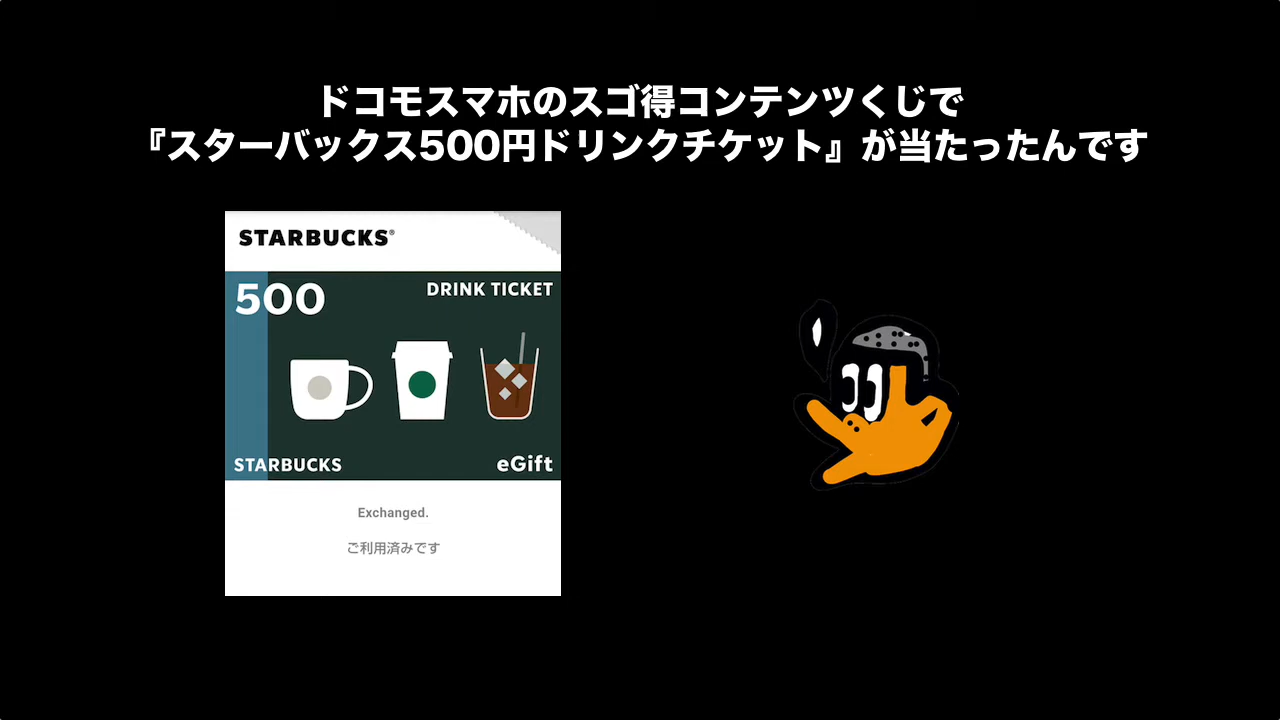 ドコモスマホのスゴ得コンテンツくじで
『スターバックス500円ドリンクチケット』が当たったんです
STARBUCKS®
500
DRINK TICKET
STARBUCKS
eGift
Exchanged.
ご利用済みです